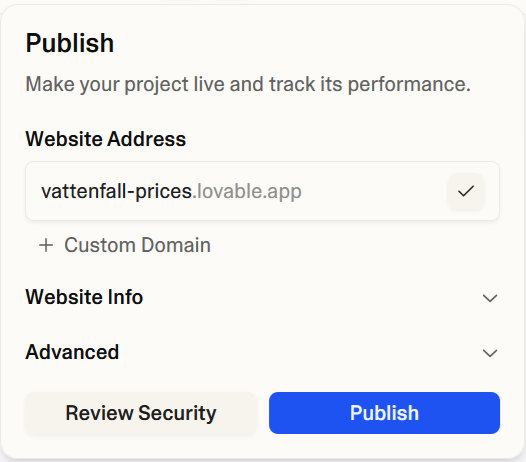 Publish
Make your project live and track its performance.
Website Address
vattenfall-prices.lovable.app
+ Custom Domain
Website Info
Advanced
Review Security
Publish